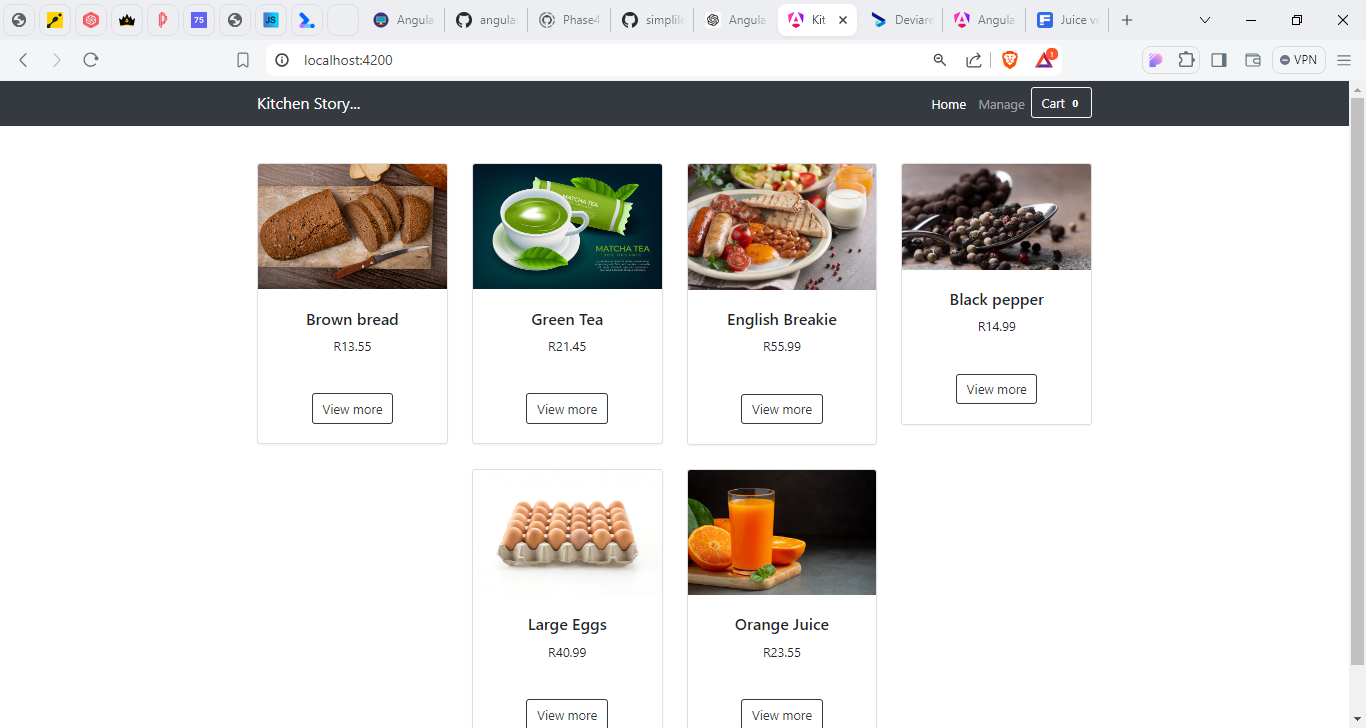 75
JS
Angula
angula
Phase4
simplile
Angula
Kit
Deviare
Angula
Juice ve
localhost:4200
1
VPN
Kitchen Story...
Home Manage Cart 0
MATCHA TEA
MATCHA TEA
Brown bread
R13.55
View more
Green Tea
R21.45
View more
English Breakie
R55.99
View more
Black pepper
R14.99
View more
Large Eggs
R40.99
View more
Orange Juice
R23.55
View more